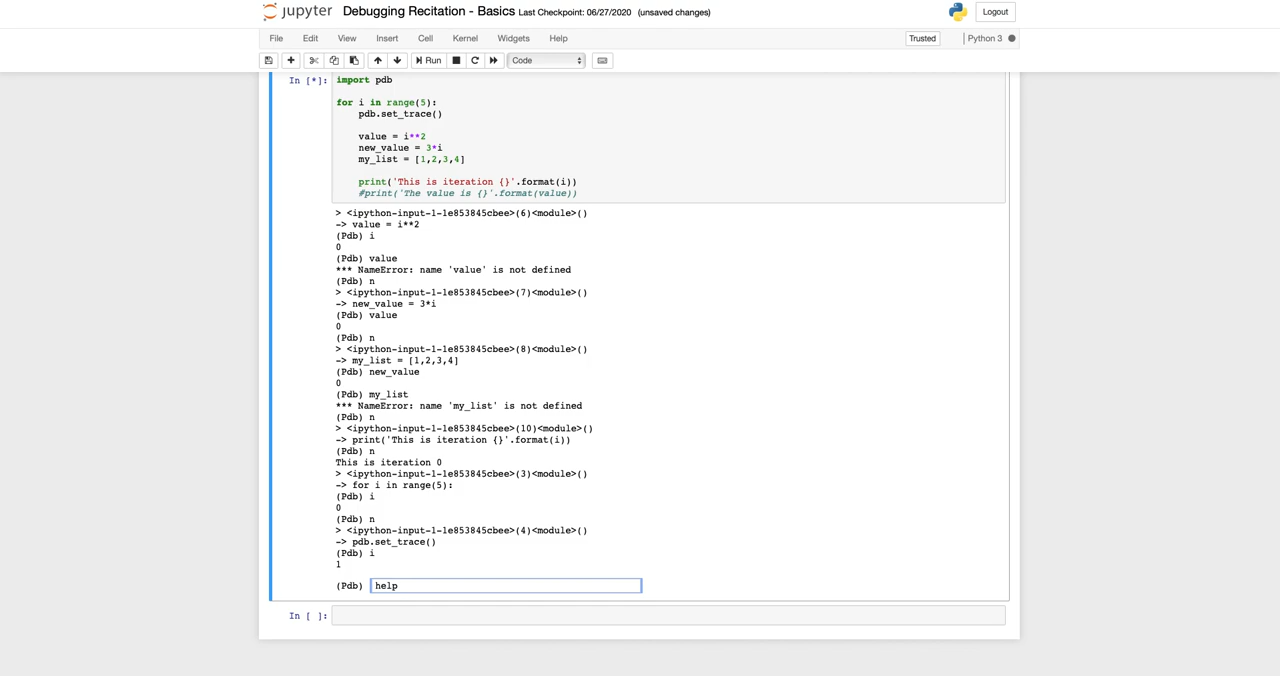 jupyter Debugging Recitation - Basics Last Checkpoint: 06/27/2020 (unsaved changes) Logout
File Edit View Insert Cell Kernel Widgets Help Trusted Python 3
Run Code
In [*]: import pdb
for i in range(5):
pdb.set_trace()
value = i**2
new_value = 3*i
my_list = [1,2,3,4]
print('This is iteration {}'.format(i))
#print('The value is {}'.format(value))
> <ipython-input-1-1e853845cbee>(6)<module>()
-> value = i**2
(Pdb) i
0
(Pdb) value
*** NameError: name 'value' is not defined
(Pdb) n
> <ipython-input-1-1e853845cbee>(7)<module>()
-> new_value = 3*i
(Pdb) value
0
(Pdb) n
> <ipython-input-1-1e853845cbee>(8)<module>()
-> my_list = [1,2,3,4]
(Pdb) new_value
0
(Pdb) my_list
*** NameError: name 'my_list' is not defined
(Pdb) n
> <ipython-input-1-1e853845cbee>(10)<module>()
-> print('This is iteration {}'.format(i))
(Pdb) n
This is iteration 0
> <ipython-input-1-1e853845cbee>(3)<module>()
-> for i in range(5):
(Pdb) i
0
(Pdb) n
> <ipython-input-1-1e853845cbee>(4)<module>()
-> pdb.set_trace()
(Pdb) i
1
(Pdb) help
In [ ]: